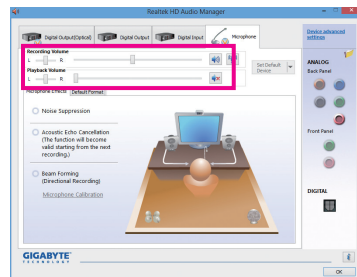 Realtek HD Audio Manager
Digital Output(Optical)
Digital Output
Digital Input
Microphone
Device advanced
settings
Recording Volume
L
R
Set Default
Device
Playback Volume
L
R
ANALOG
Back Panel
Microphone Effects
Default Format
Noise Suppression
Acoustic Echo Cancellation
(The function will become
valid starting from the next
recording.)
Beam Forming
(Directional Recording)
Microphone Calibration
Front Panel
DIGITAL
GIGABYTE
TECHNOLOGY
i
OK